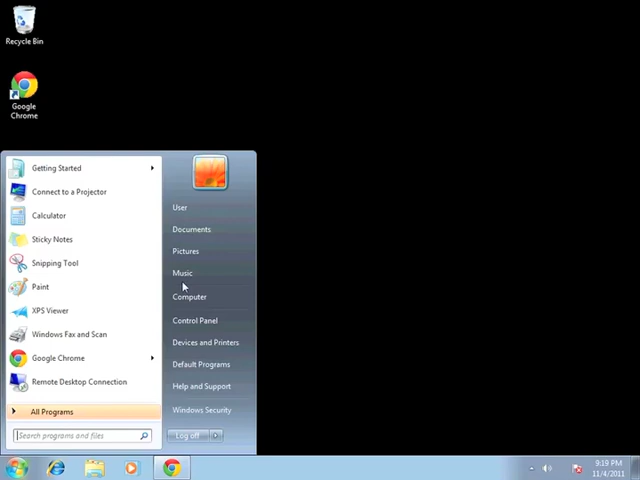 Recycle Bin
Google
Chrome
Getting Started
Connect to a Projector
Calculator
Sticky Notes
Snipping Tool
Paint
XPS Viewer
Windows Fax and Scan
Google Chrome
Remote Desktop Connection
All Programs
Search programs and files
User
Documents
Pictures
Music
Computer
Control Panel
Devices and Printers
Default Programs
Help and Support
Windows Security
Log off
9:19 PM
11/4/2011